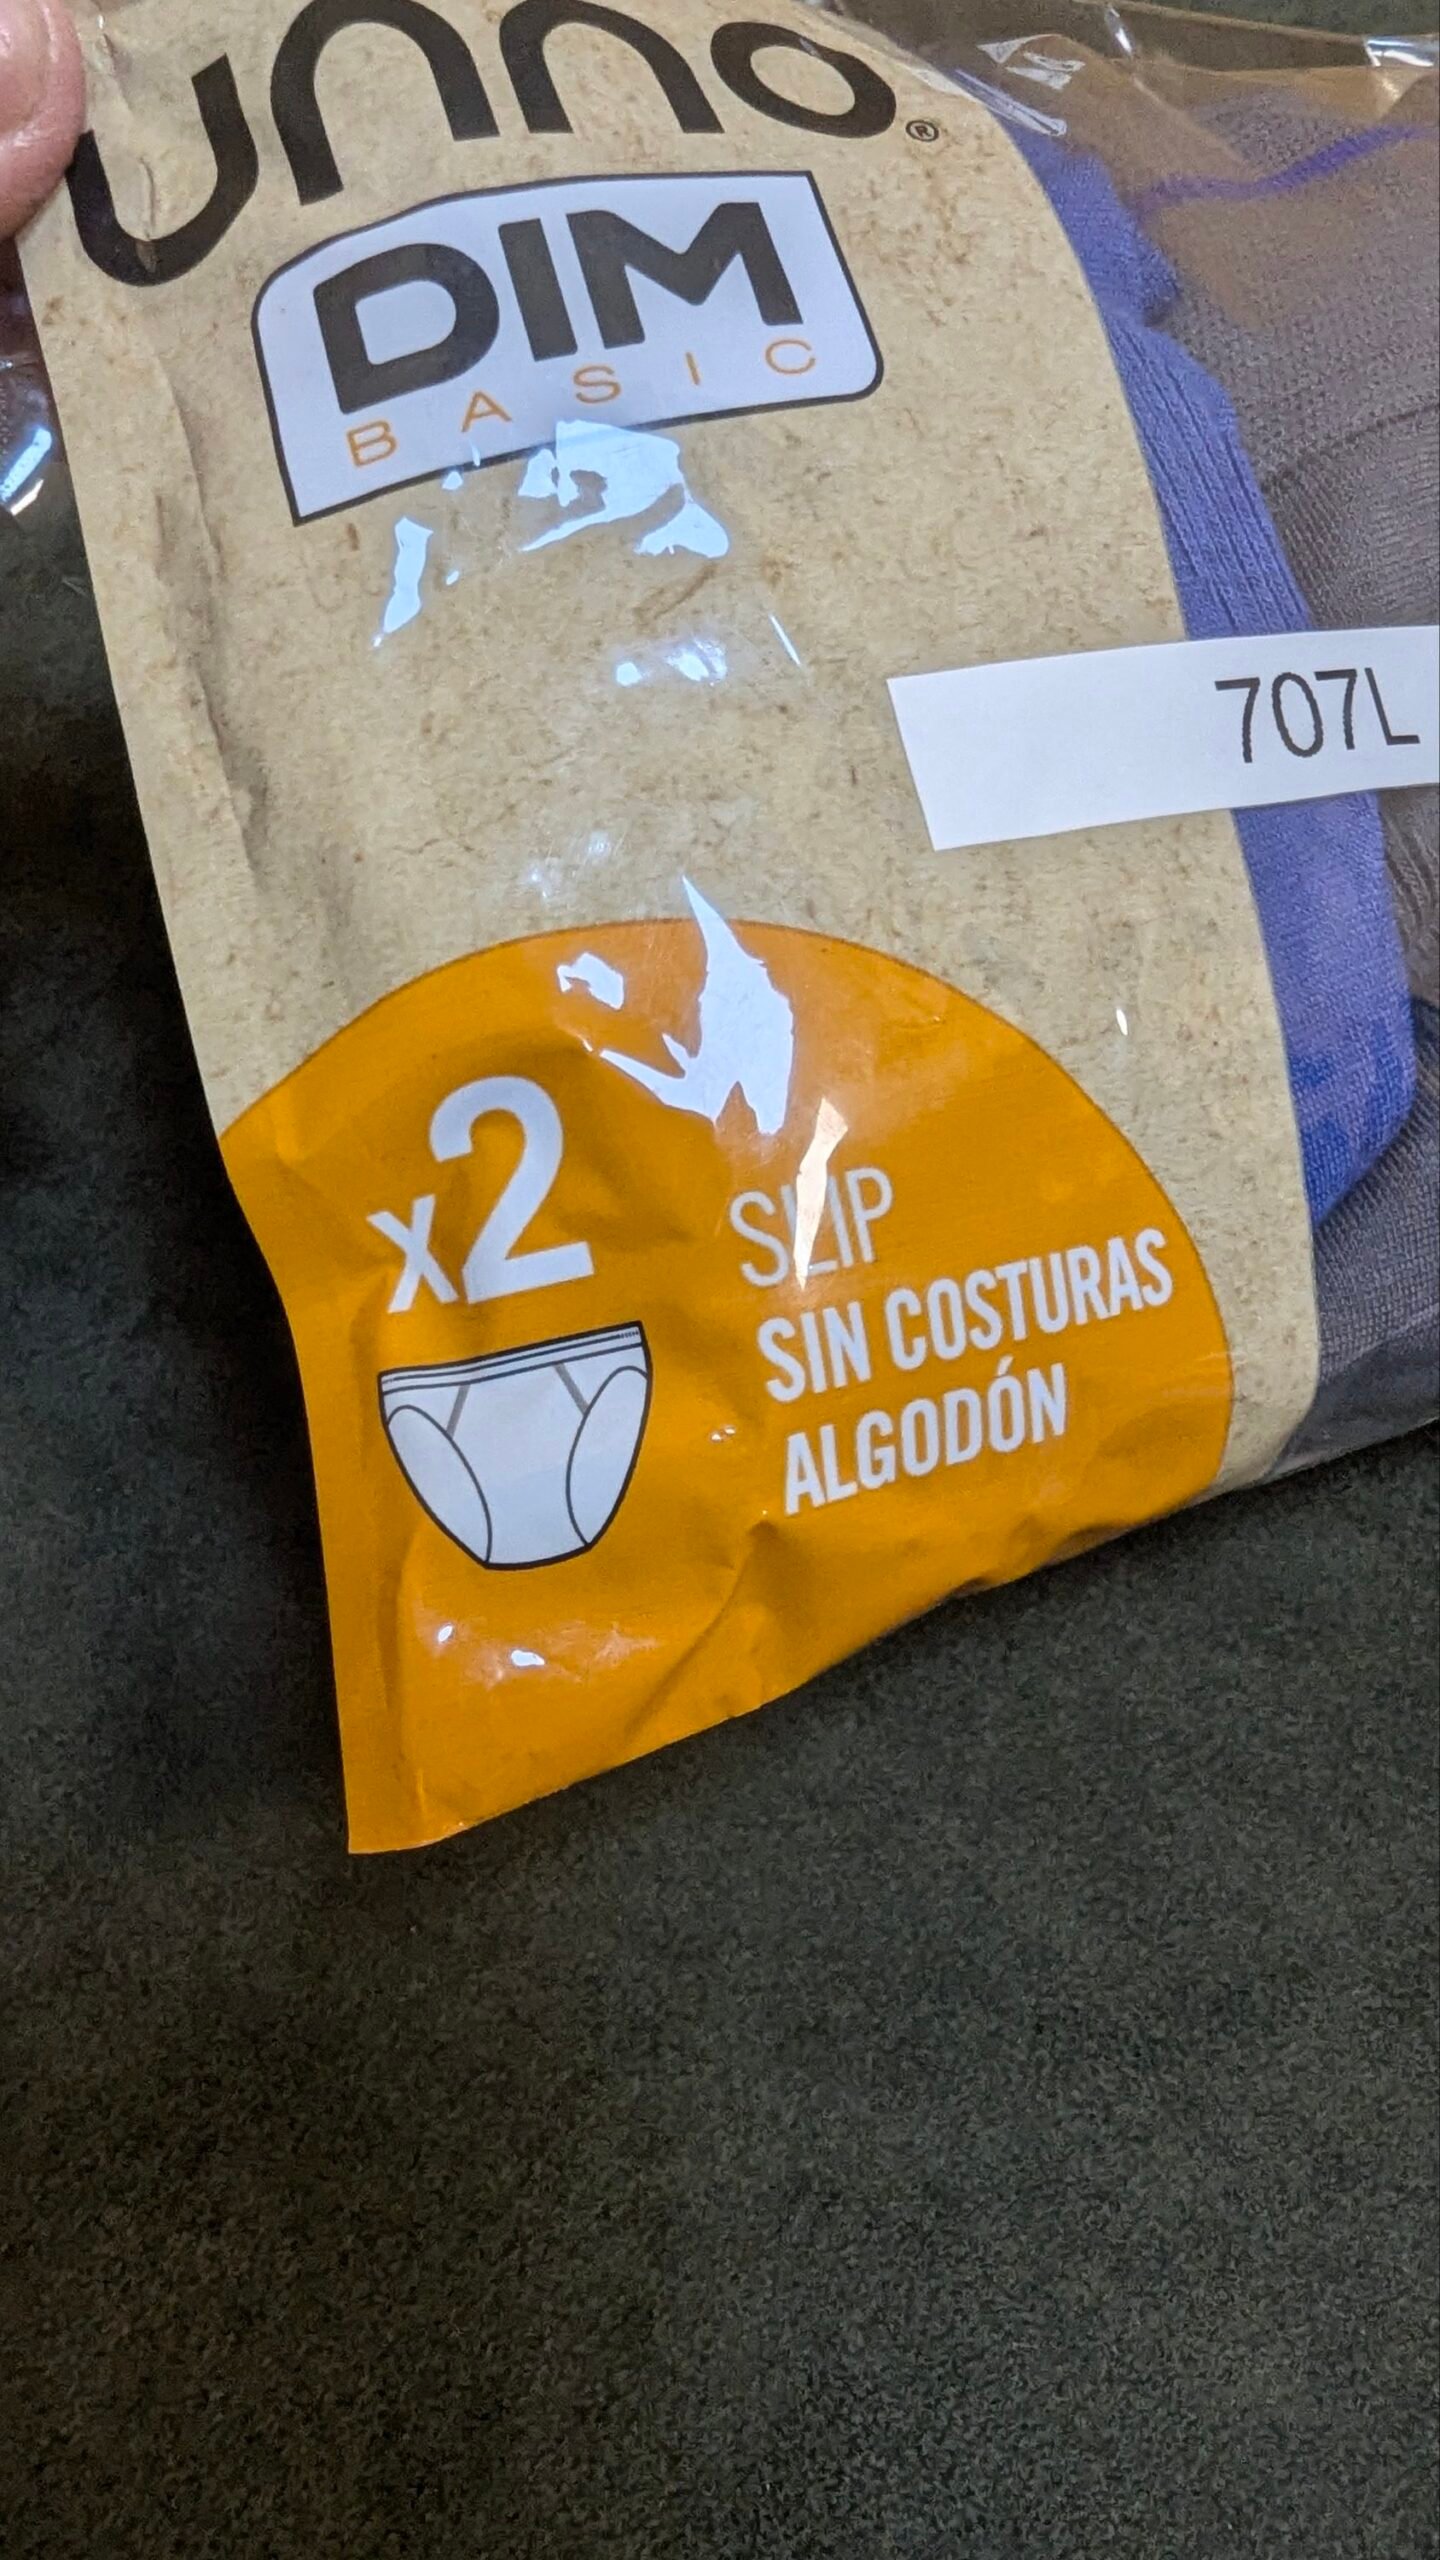 unno®
DIM
BASIC
707L
x2
SLIP
SIN COSTURAS
ALGODÓN